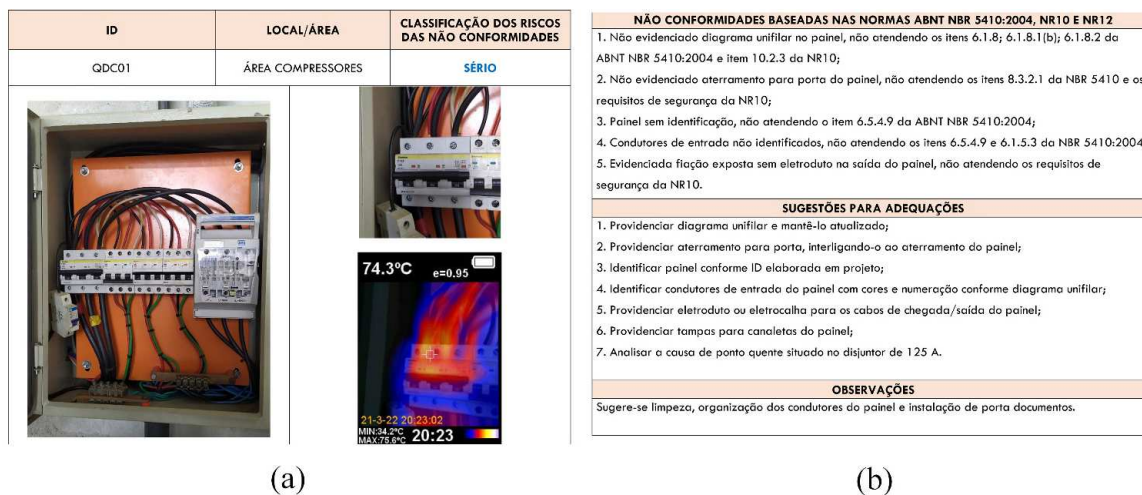 ID
LOCAL/ÁREA
CLASSIFICAÇÃO DOS RISCOS
DAS NÃO CONFORMIDADES
QDC01
ÁREA COMPRESSORES
SÉRIO
74.3ºC
e=0.95
21-3-22 20:23:02
MIN:34.2ºC
MAX:75.6ºC
20:23
(a)
NÃO CONFORMIDADES BASEADAS NAS NORMAS ABNT NBR 5410:2004, NR10 E NR12
1. Não evidenciado diagrama unifilar no painel, não atendendo os itens 6.1.8; 6.1.8.1(b); 6.1.8.2 da
ABNT NBR 5410:2004 e item 10.2.3 da NR10;
2. Não evidenciado aterramento para porta do painel, não atendendo os itens 8.3.2.1 da NBR 5410 e os
requisitos de segurança da NR10;
3. Painel sem identificação, não atendendo o item 6.5.4.9 da ABNT NBR 5410:2004;
4. Condutores de entrada não identificados, não atendendo os itens 6.5.4.9 e 6.1.5.3 da NBR 5410:2004
5. Evidenciada fiação exposta sem eletroduto na saída do painel, não atendendo os requisitos de
segurança da NR10.
SUGESTÕES PARA ADEQUAÇÕES
1. Providenciar diagrama unifilar e mantê-lo atualizado;
2. Providenciar aterramento para porta, interligando-o ao aterramento do painel;
3. Identificar painel conforme ID elaborada em projeto;
4. Identificar condutores de entrada do painel com cores e numeração conforme diagrama unifilar;
5. Providenciar eletroduto ou eletrocalha para os cabos de chegada/saída do painel;
6. Providenciar tampas para canaletas do painel;
7. Analisar a causa de ponto quente situado no disjuntor de 125 A.
OBSERVAÇÕES
Sugere-se limpeza, organização dos condutores do painel e instalação de porta documentos.
(b)